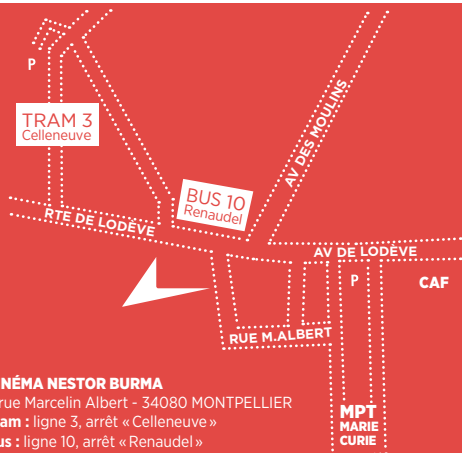 P
TRAM 3
Celleneuve
AV DES MOULINS
BUS 10
Renaudel
RTE DE LODÈVE
AV DE LODÈVE
P
CAF
RUE M.ALBERT
MPT
MARIE
CURIE
NÉMA NESTOR BURMA
rue Marcelin Albert - 34080 MONTPELLIER
am : ligne 3, arrêt « Celleneuve »
us : ligne 10, arrêt « Renaudel »